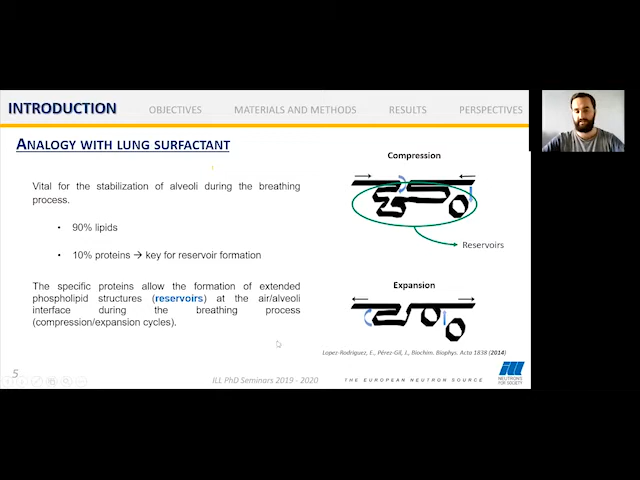 INTRODUCTION OBJECTIVES MATERIALS AND METHODS RESULTS PERSPECTIVES
ANALOGY WITH LUNG SURFACTANT
Vital for the stabilization of alveoli during the breathing
process.
• 90% lipids
• 10% proteins → key for reservoir formation
The specific proteins allow the formation of extended
phospholipid structures (reservoirs) at the air/alveoli
interface during the breathing process
(compression/expansion cycles).
Compression
Reservoirs
Expansion
Lopez-Rodriguez, E., Pérez-Gil, J., Biochim. Biophys. Acta 1838 (2014)
5
ILL PhD Seminars 2019 - 2020
THE EUROPEAN NEUTRON SOURCE
ill
NEUTRONS
FOR SOCIETY